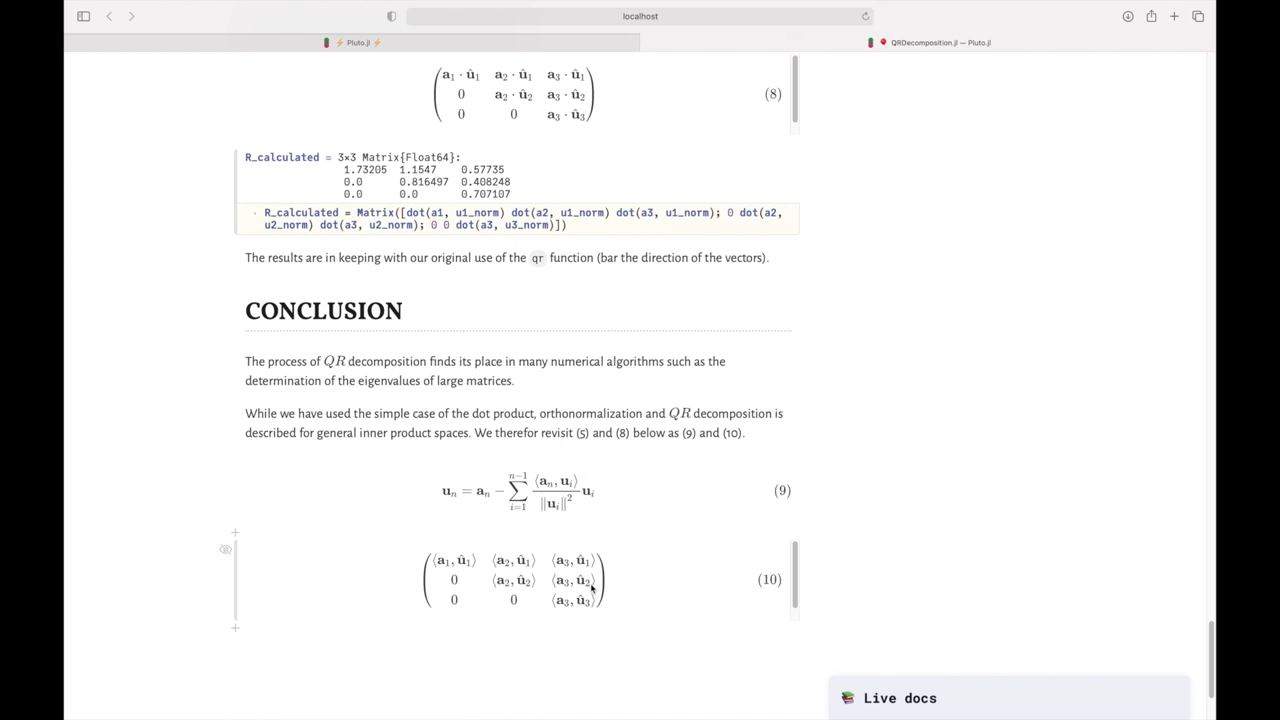 localhost
⚡ Pluto.jl ⚡
QRDecomposition.jl — Pluto.jl
a₁ · û₁ a₂ · û₁ a₃ · û₁
0 a₂ · û₂ a₃ · û₂ (8)
0 0 a₃ · û₃
R_calculated = 3×3 Matrix{Float64}:
1.73205 1.1547 0.57735
0.0 0.816497 0.408248
0.0 0.0 0.707107
· R_calculated = Matrix([dot(a1, u1_norm) dot(a2, u1_norm) dot(a3, u1_norm); 0 dot(a2,
u2_norm) dot(a3, u2_norm); 0 0 dot(a3, u3_norm)])
The results are in keeping with our original use of the qr function (bar the direction of the vectors).
CONCLUSION
The process of QR decomposition finds its place in many numerical algorithms such as the
determination of the eigenvalues of large matrices.
While we have used the simple case of the dot product, orthonormalization and QR decomposition is
described for general inner product spaces. We therefor revisit (5) and (8) below as (9) and (10).
uₙ = aₙ − ∑_{i=1}^{n−1} ⟨aₙ, uᵢ⟩ / ‖uᵢ‖² uᵢ (9)
⟨a₁, û₁⟩ ⟨a₂, û₁⟩ ⟨a₃, û₁⟩
0 ⟨a₂, û₂⟩ ⟨a₃, û₂⟩ (10)
0 0 ⟨a₃, û₃⟩
Live docs